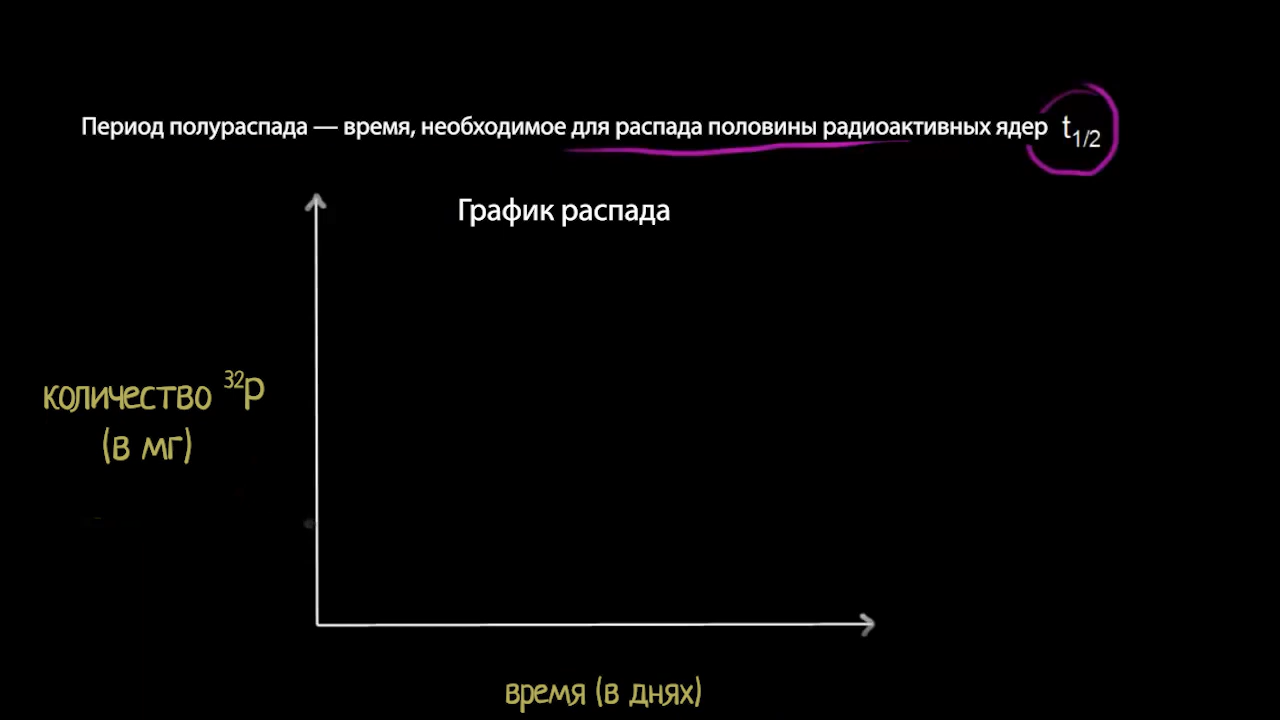 Период полураспада — время, необходимое для распада половины радиоактивных ядер t1/2
График распада
количество ³²P
(в мг)
время (в днях)